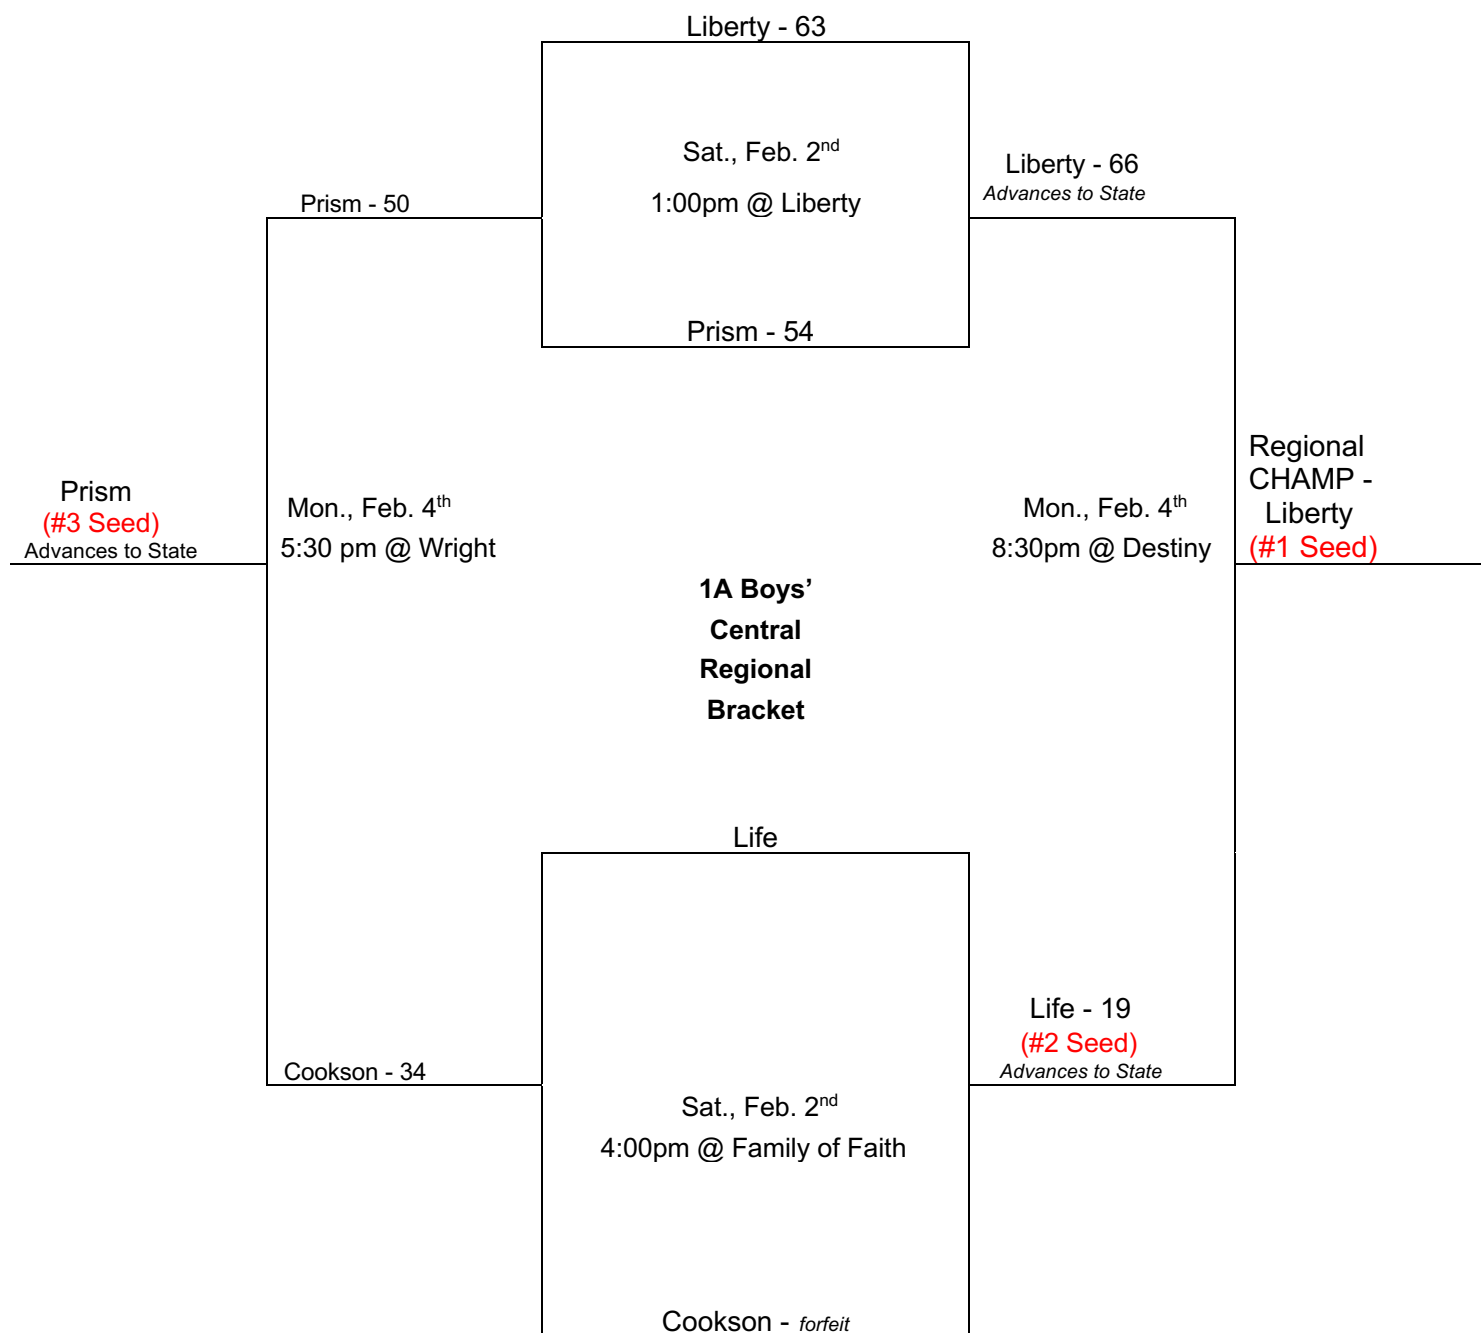 Liberty - 63
Sat., Feb. 2nd
1:00pm @ Liberty
Liberty - 66
Advances to State
Prism - 50
Prism - 54
Prism
(#3 Seed)
Advances to State
Mon., Feb. 4th
5:30 pm @ Wright
Mon., Feb. 4th
8:30pm @ Destiny
Regional
CHAMP -
Liberty
(#1 Seed)
1A Boys’
Central
Regional
Bracket
Life
Life - 19
(#2 Seed)
Advances to State
Cookson - 34
Sat., Feb. 2nd
4:00pm @ Family of Faith
Cookson - forfeit